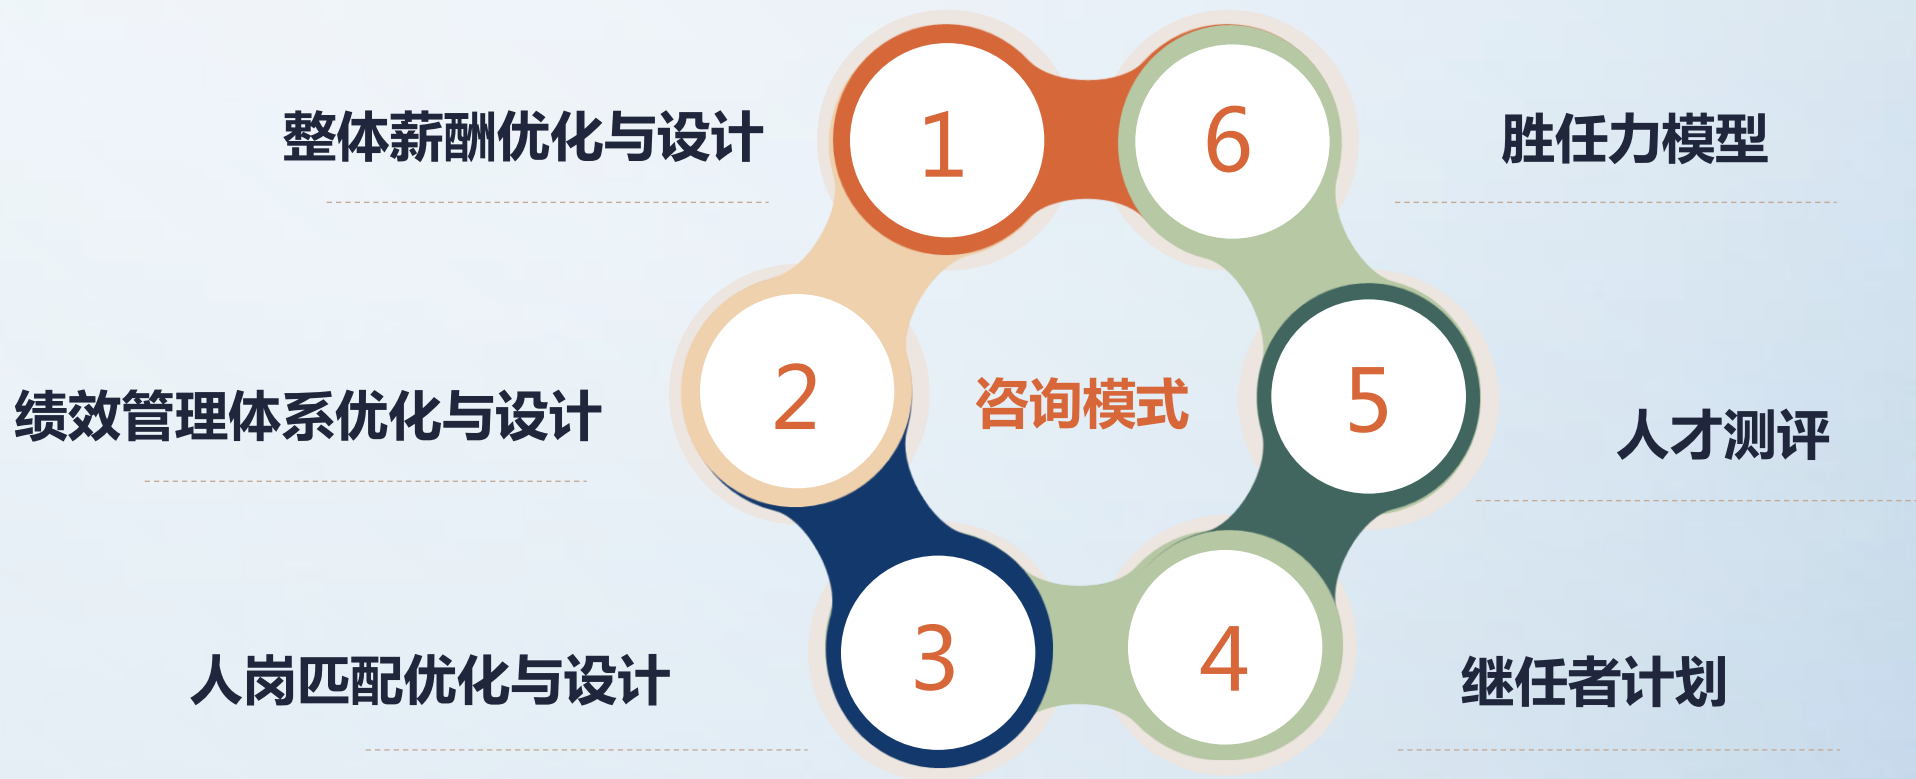 整体薪酬优化与设计
1
6
胜任力模型
绩效管理体系优化与设计
2
咨询模式
5
人才测评
人岗匹配优化与设计
3
4
继任者计划